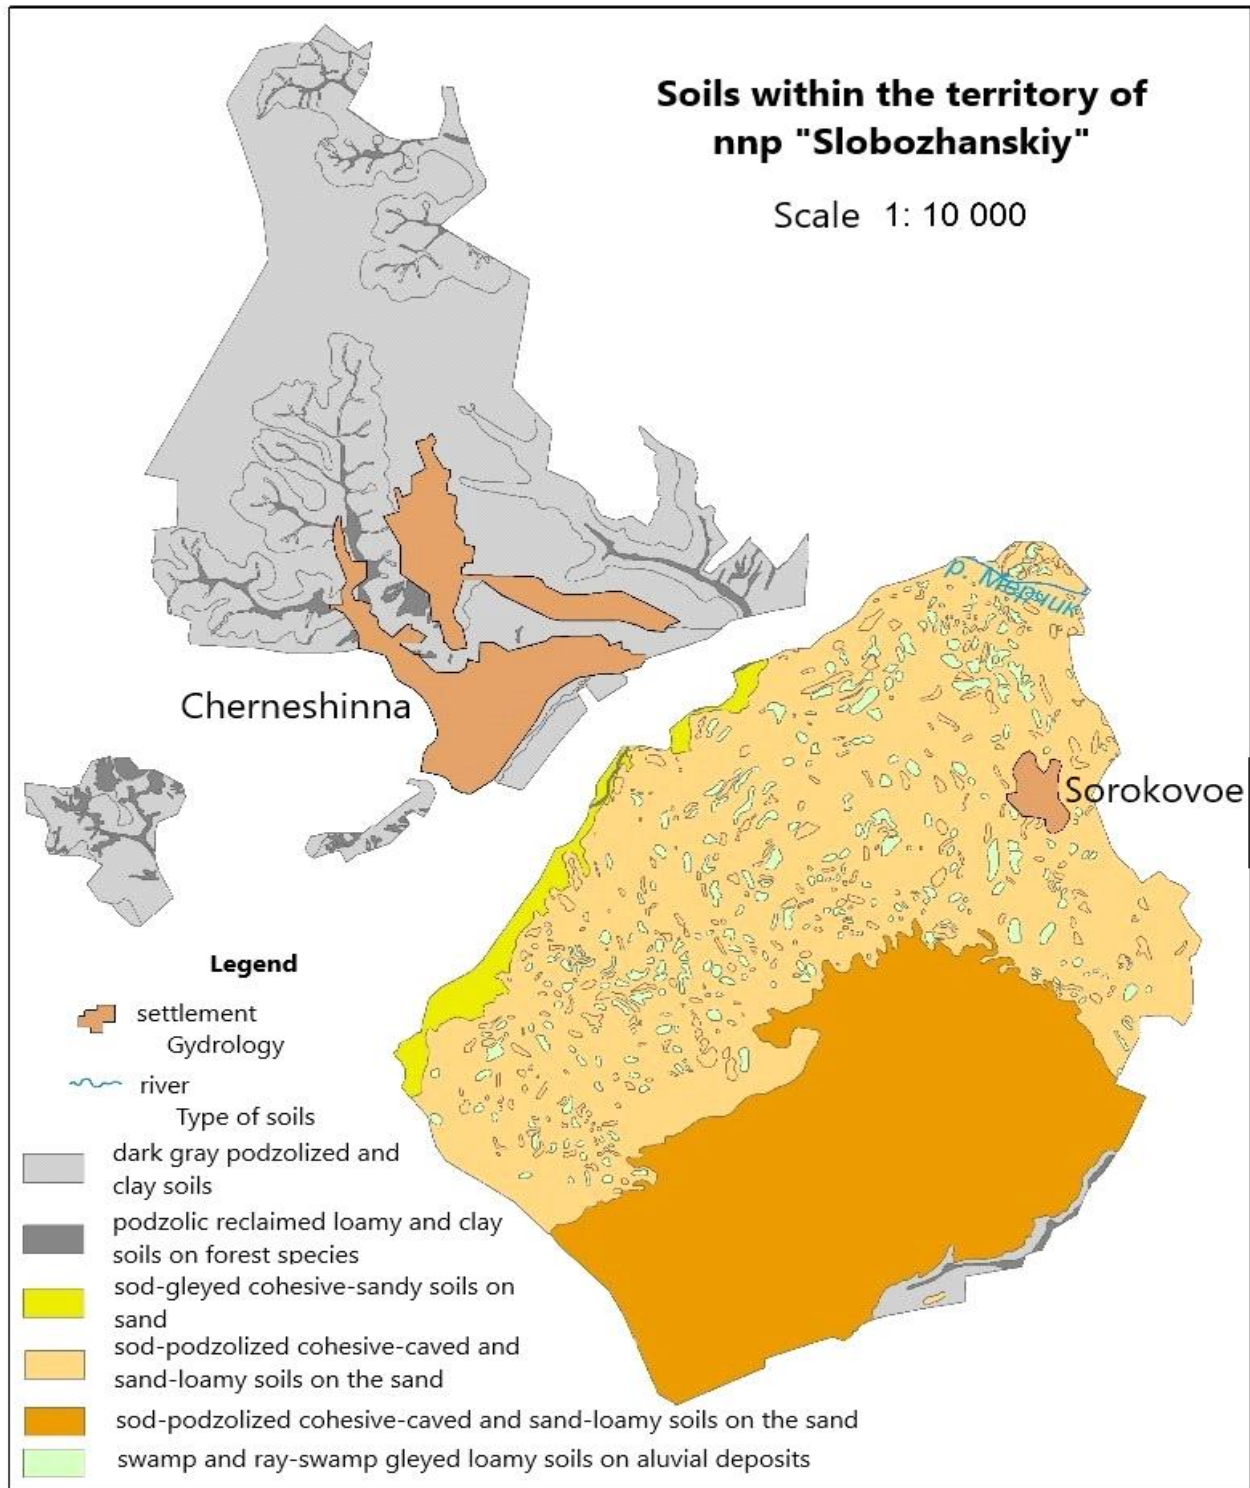 Soils within the territory of
nnp "Slobozhanskiy"
Scale 1: 10 000
р. Мерчик
Cherneshinna
Sorokovoe
Legend
settlement
Gydrology
river
Type of soils
dark gray podzolized and
clay soils
podzolic reclaimed loamy and clay
soils on forest species
sod-gleyed cohesive-sandy soils on
sand
sod-podzolized cohesive-caved and
sand-loamy soils on the sand
sod-podzolized cohesive-caved and sand-loamy soils on the sand
swamp and ray-swamp gleyed loamy soils on aluvial deposits